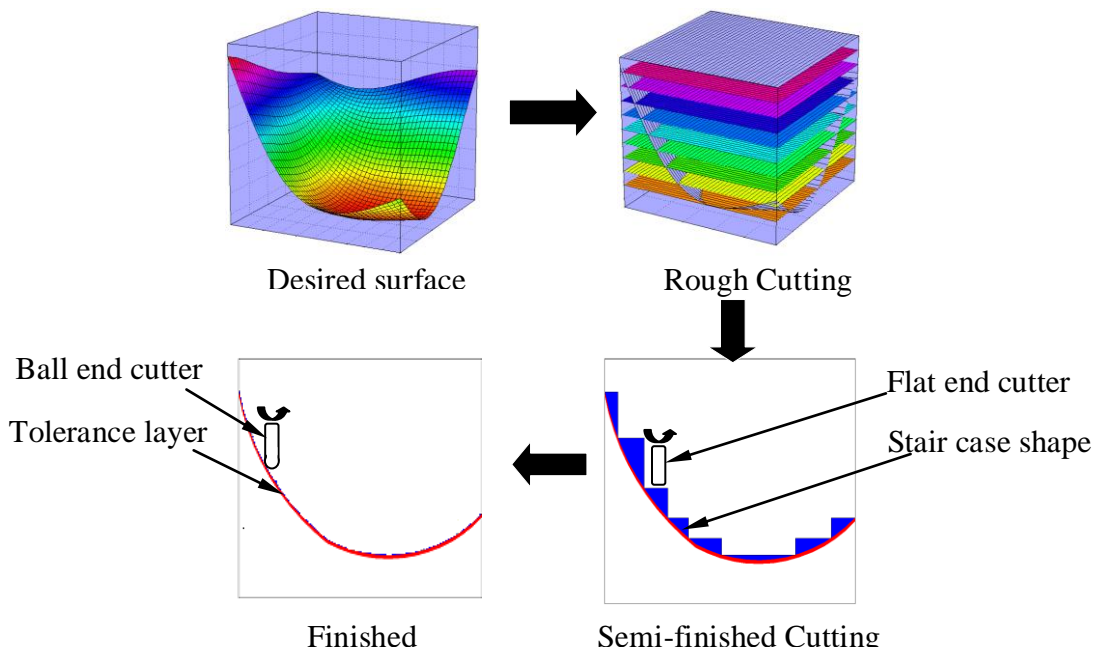 Desired surface
Rough Cutting
Ball end cutter
Tolerance layer
Flat end cutter
Stair case shape
Finished
Semi-finished Cutting